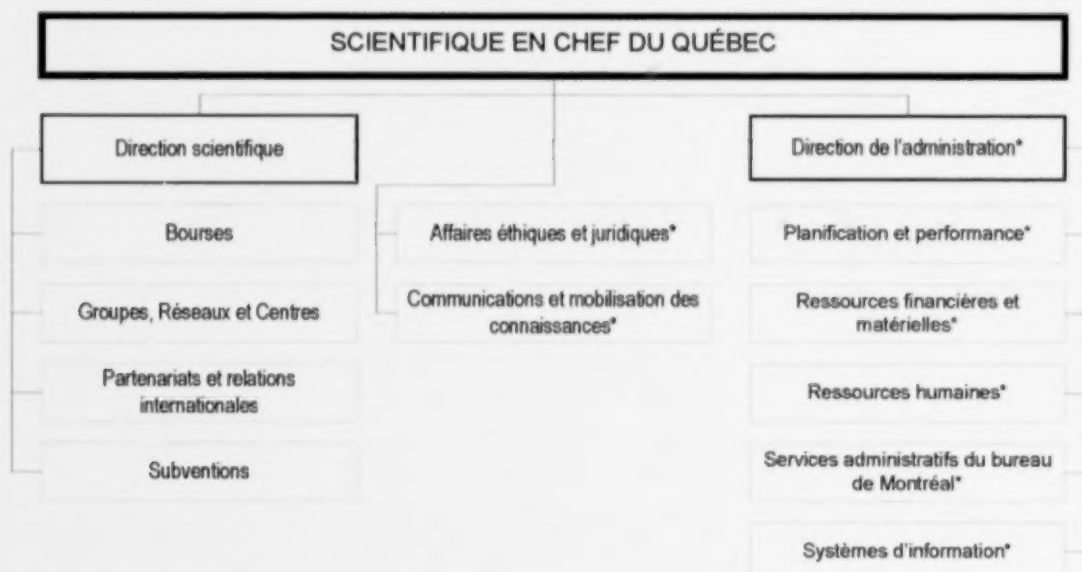 SCIENTIFIQUE EN CHEF DU QUÉBEC
Direction scientifique
Bourses
Groupes, Réseaux et Centres
Partenariats et relations
internationales
Subventions
Affaires éthiques et juridiques*
Communications et mobilisation des
connaissances*
Direction de l'administration*
Planification et performance*
Ressources financières et
matérielles*
Ressources humaines*
Services administratifs du bureau
de Montréal*
Systèmes d'information*